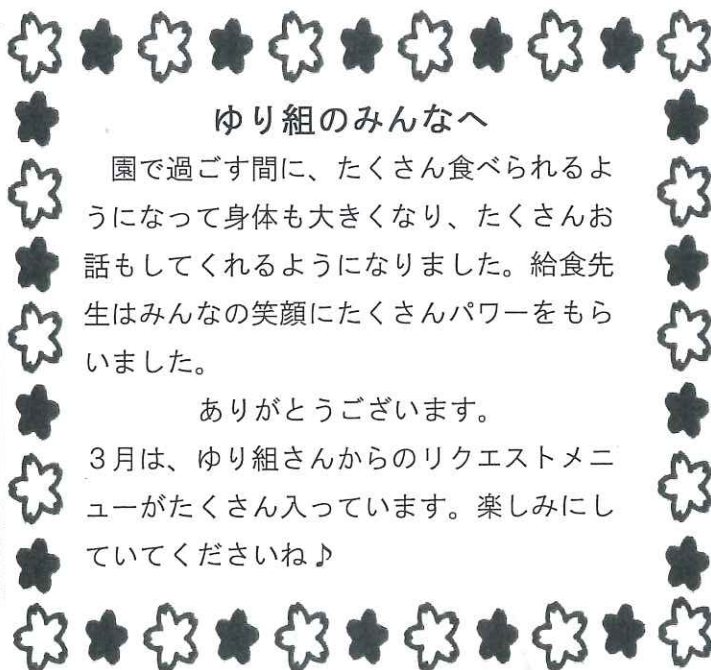 ゆり組のみんなへ
園で過ごす間に、たくさん食べられるよ
うになって身体も大きくなり、たくさんお
話もしてくれるようになりました。給食先
生はみんなの笑顔にたくさんパワーをもら
いました。
ありがとうございます。
３月は、ゆり組さんからのリクエストメニ
ューがたくさん入っています。楽しみにし
ていてくださいね♪